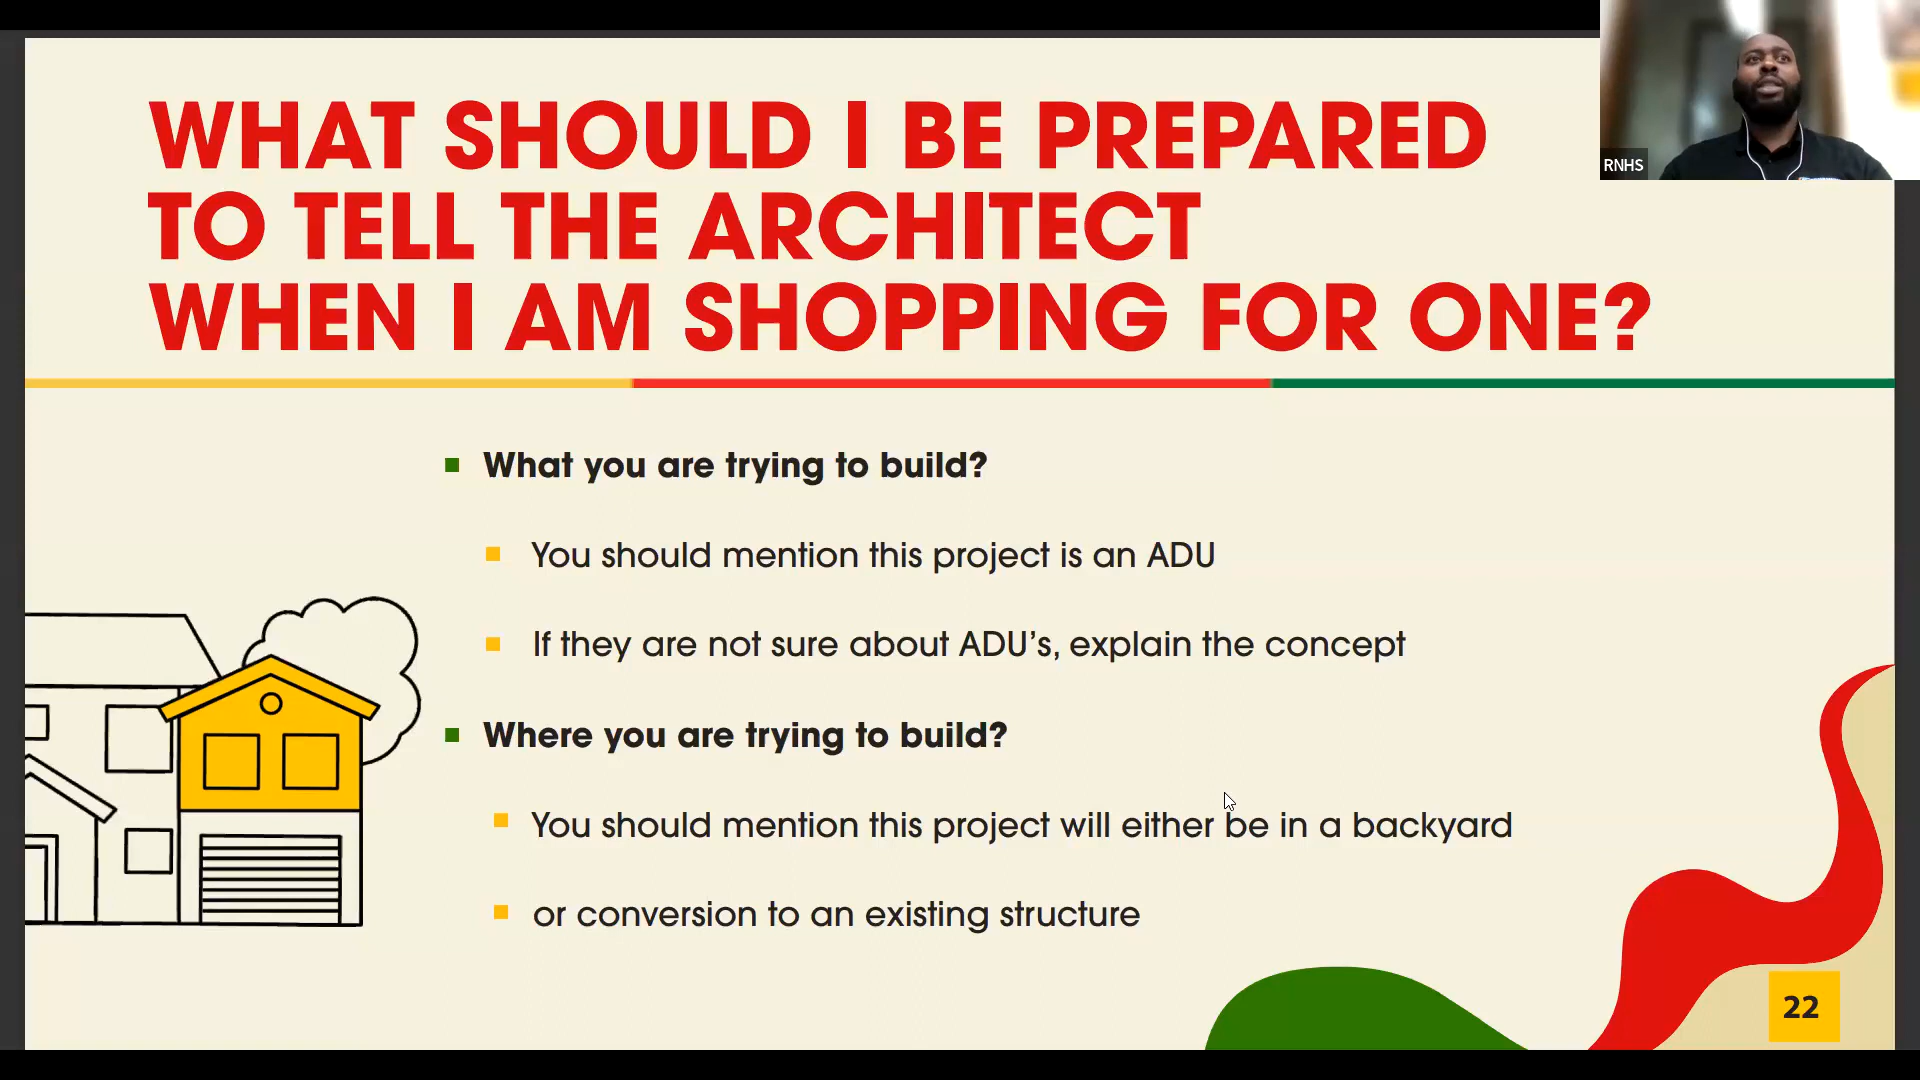 WHAT SHOULD I BE PREPARED
TO TELL THE ARCHITECT
WHEN I AM SHOPPING FOR ONE?
RNHS
What you are trying to build?
You should mention this project is an ADU
If they are not sure about ADU’s, explain the concept
Where you are trying to build?
You should mention this project will either be in a backyard
or conversion to an existing structure
22